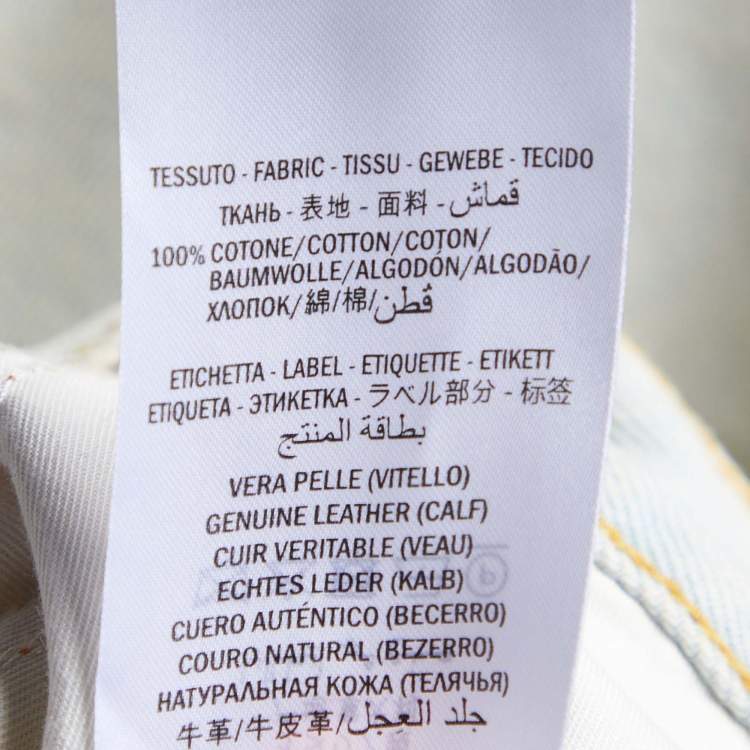 TESSUTO - FABRIC - TISSU - GEWEBE - TECIDO
ТКАНЬ - 表地 - 面料 - قماش
100% COTONE/COTTON/COTON/
BAUMWOLLE/ALGODÓN/ALGODÃO/
ХЛОПОК/綿/棉/قطن
ETICHETTA - LABEL - ETIQUETTE - ETIKETT
ETIQUETA - ЭТИКЕТКА - ラベル部分 - 标签
بطاقة المنتج
VERA PELLE (VITELLO)
GENUINE LEATHER (CALF)
CUIR VERITABLE (VEAU)
ECHTES LEDER (KALB)
CUERO AUTÉNTICO (BECERRO)
COURO NATURAL (BEZERRO)
НАТУРАЛЬНАЯ КОЖА (ТЕЛЯЧЬЯ)
牛革/牛皮革/جلد العِجل